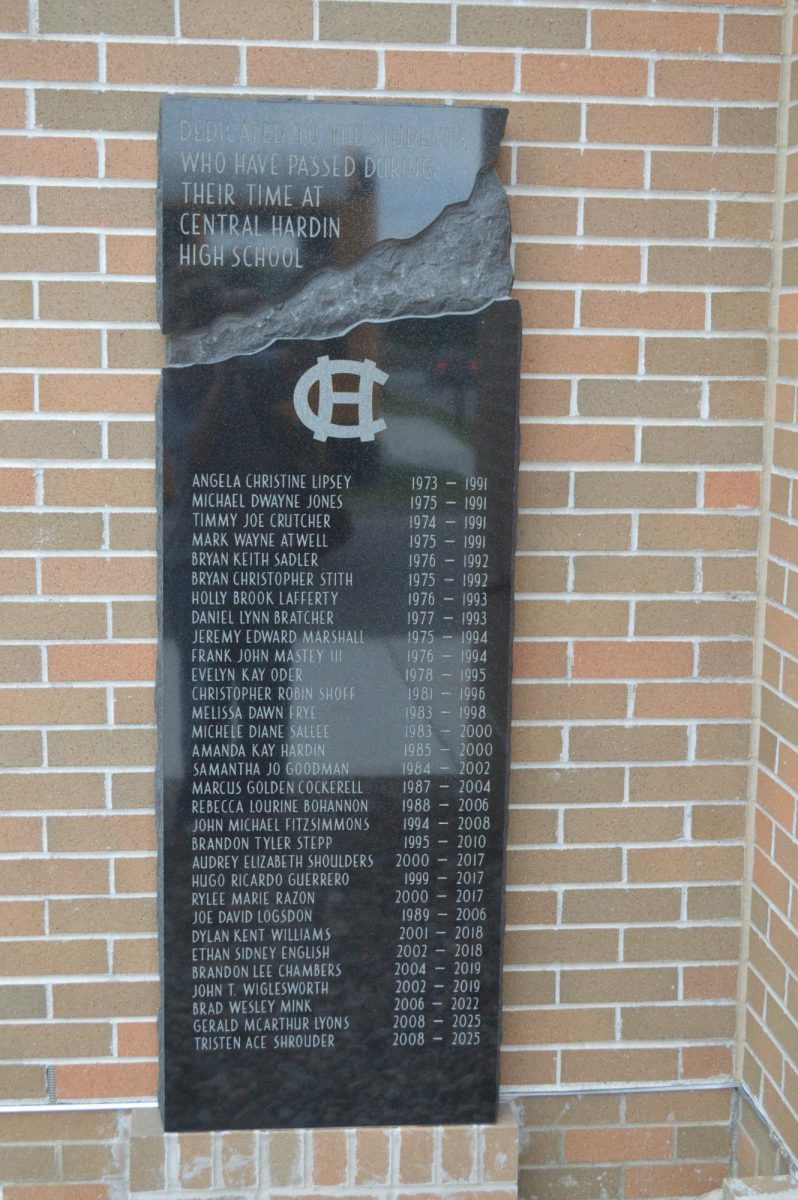 DEDICATED TO THE STUDENTS
WHO HAVE PASSED DURING
THEIR TIME AT
CENTRAL HARDIN
HIGH SCHOOL
CH
ANGELA CHRISTINE LIPSEY 1973 – 1991
MICHAEL DWAYNE JONES 1975 – 1991
TIMMY JOE CRUTCHER 1974 – 1991
MARK WAYNE ATWELL 1975 – 1991
BRYAN KEITH SADLER 1976 – 1992
BRYAN CHRISTOPHER STITH 1975 – 1992
HOLLY BROOK LAFFERTY 1976 – 1993
DANIEL LYNN BRATCHER 1977 – 1993
JEREMY EDWARD MARSHALL 1975 – 1994
FRANK JOHN MASTEY III 1976 – 1994
EVELYN KAY ODER 1978 – 1995
CHRISTOPHER ROBIN SHOFF 1981 – 1996
MELISSA DAWN FRYE 1983 – 1998
MICHELE DIANE SALLEE 1983 – 2000
AMANDA KAY HARDIN 1985 – 2000
SAMANTHA JO GOODMAN 1984 – 2002
MARCUS GOLDEN COCKERELL 1987 – 2004
REBECCA LOURINE BOHANNON 1988 – 2006
JOHN MICHAEL FITZSIMMONS 1994 – 2008
BRANDON TYLER STEPP 1995 – 2010
AUDREY ELIZABETH SHOULDERS 2000 – 2017
HUGO RICARDO GUERRERO 1999 – 2017
RYLEE MARIE RAZON 2000 – 2017
JOE DAVID LOGSDON 1989 – 2006
DYLAN KENT WILLIAMS 2001 – 2018
ETHAN SIDNEY ENGLISH 2002 – 2018
BRANDON LEE CHAMBERS 2004 – 2019
JOHN T. WIGLESWORTH 2002 – 2019
BRAD WESLEY MINK 2006 – 2022
GERALD MCARTHUR LYONS 2008 – 2025
TRISTEN ACE SHROUDER 2008 – 2025